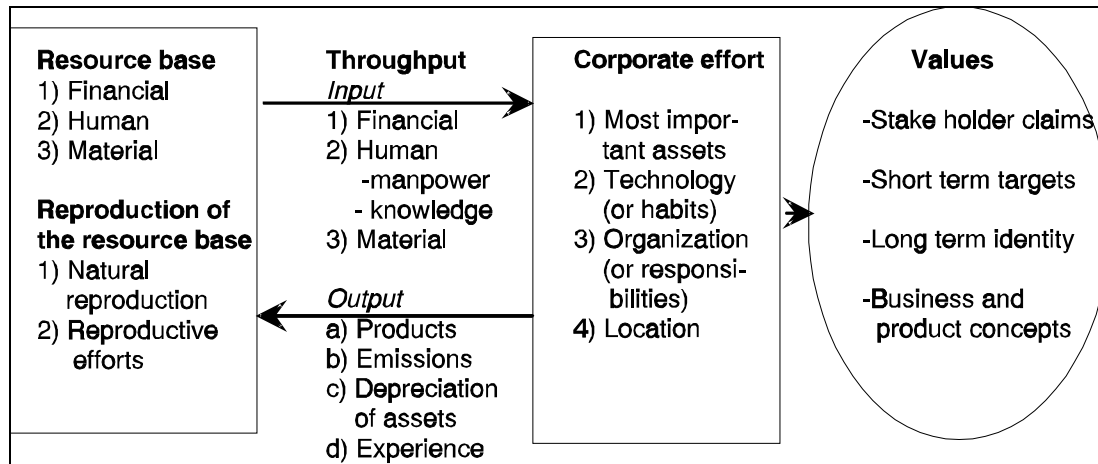 Resource base
1) Financial
2) Human
3) Material
Reproduction of
the resource base
1) Natural
reproduction
2) Reproductive
efforts
Throughput
Input
1) Financial
2) Human
-manpower
- knowledge
3) Material
Output
a) Products
b) Emissions
c) Depreciation
of assets
d) Experience
Corporate effort
1) Most impor-
tant assets
2) Technology
(or habits)
3) Organization
(or responsi-
bilities)
4) Location
Values
-Stake holder claims
-Short term targets
-Long term identity
-Business and
product concepts